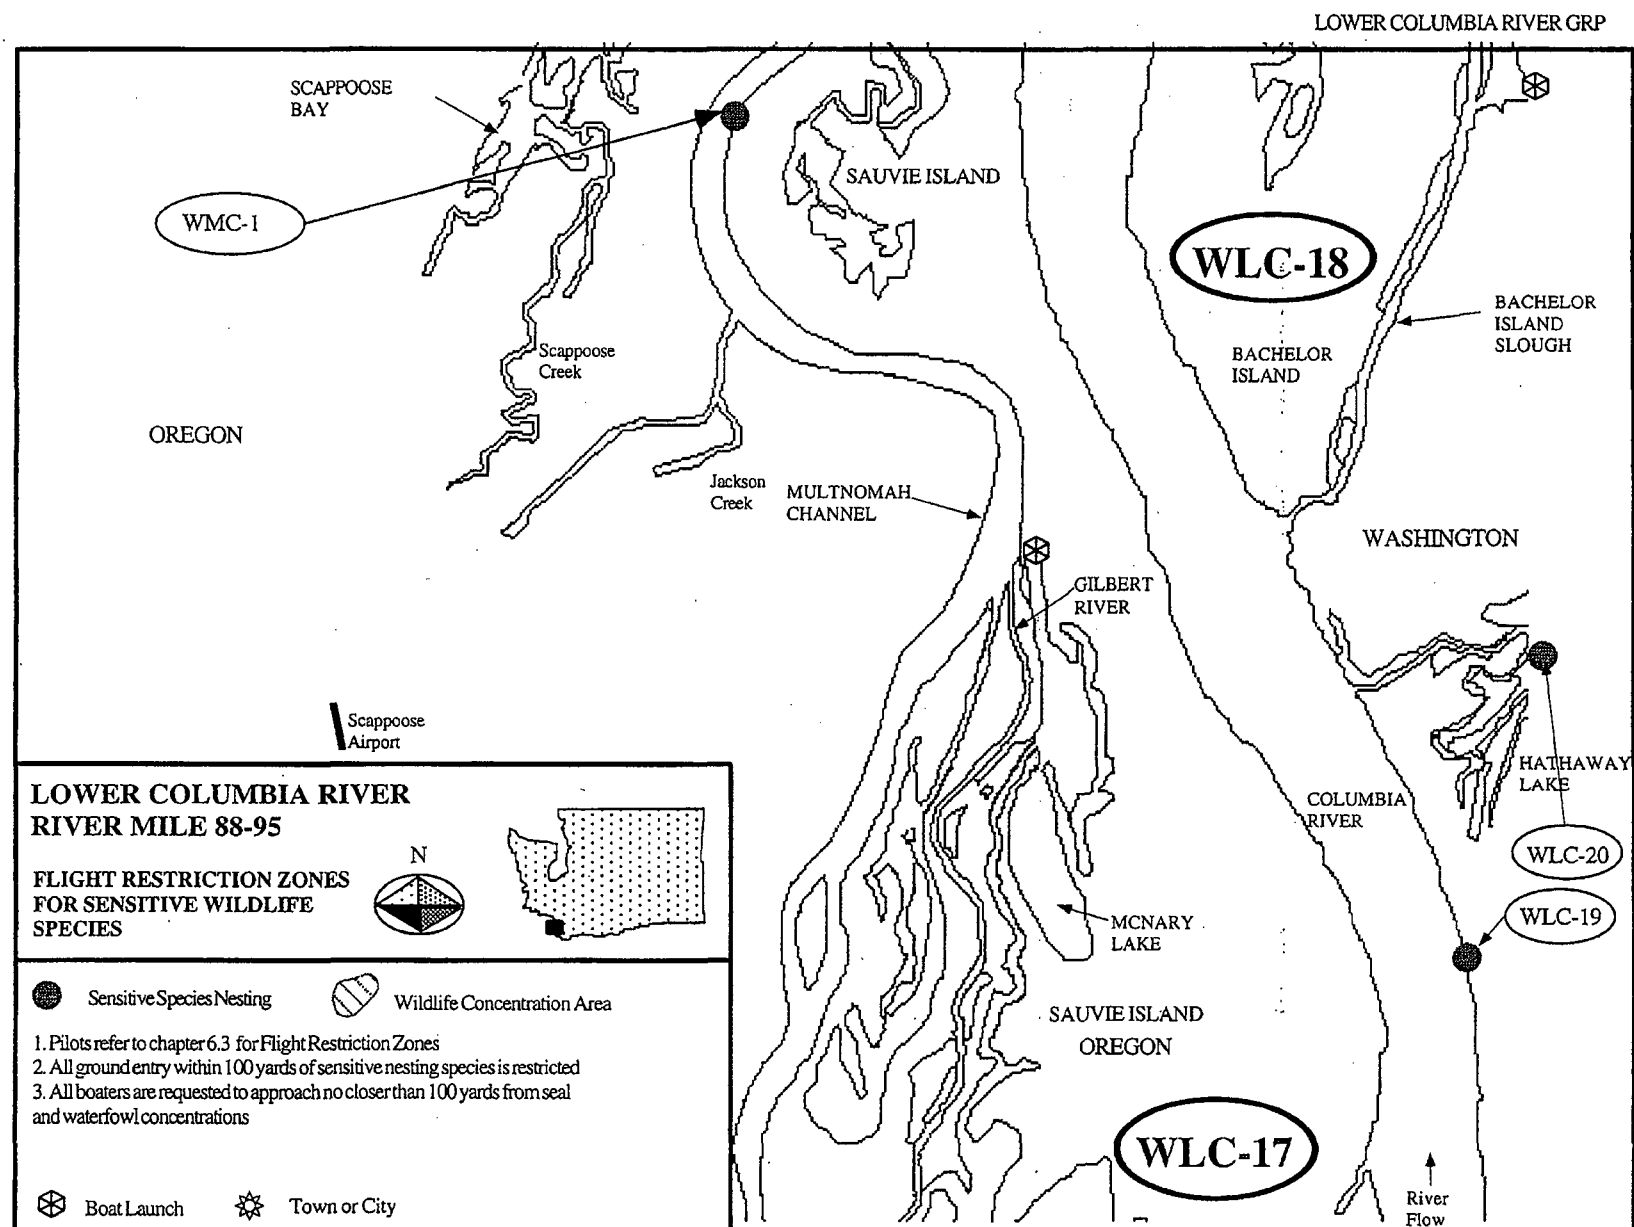 LOWER COLUMBIA RIVER GRP
SCAPPOOSE
BAY
SAUVIE ISLAND
WMC-1
WLC-18
BACHELOR
ISLAND
SLOUGH
Scappoose
Creek
BACHELOR
ISLAND
OREGON
Jackson
Creek
MULTNOMAH
CHANNEL
WASHINGTON
GILBERT
RIVER
Scappoose
Airport
HATHAWAY
LAKE
COLUMBIA
RIVER
WLC-20
WLC-19
MCNARY
LAKE
SAUVIE ISLAND
OREGON
WLC-17
River
Flow
LOWER COLUMBIA RIVER
RIVER MILE 88-95
N
FLIGHT RESTRICTION ZONES
FOR SENSITIVE WILDLIFE
SPECIES
Sensitive Species Nesting
Wildlife Concentration Area
1. Pilots refer to chapter 6.3 for Flight Restriction Zones
2. All ground entry within 100 yards of sensitive nesting species is restricted
3. All boaters are requested to approach no closer than 100 yards from seal
and waterfowl concentrations
Boat Launch
Town or City